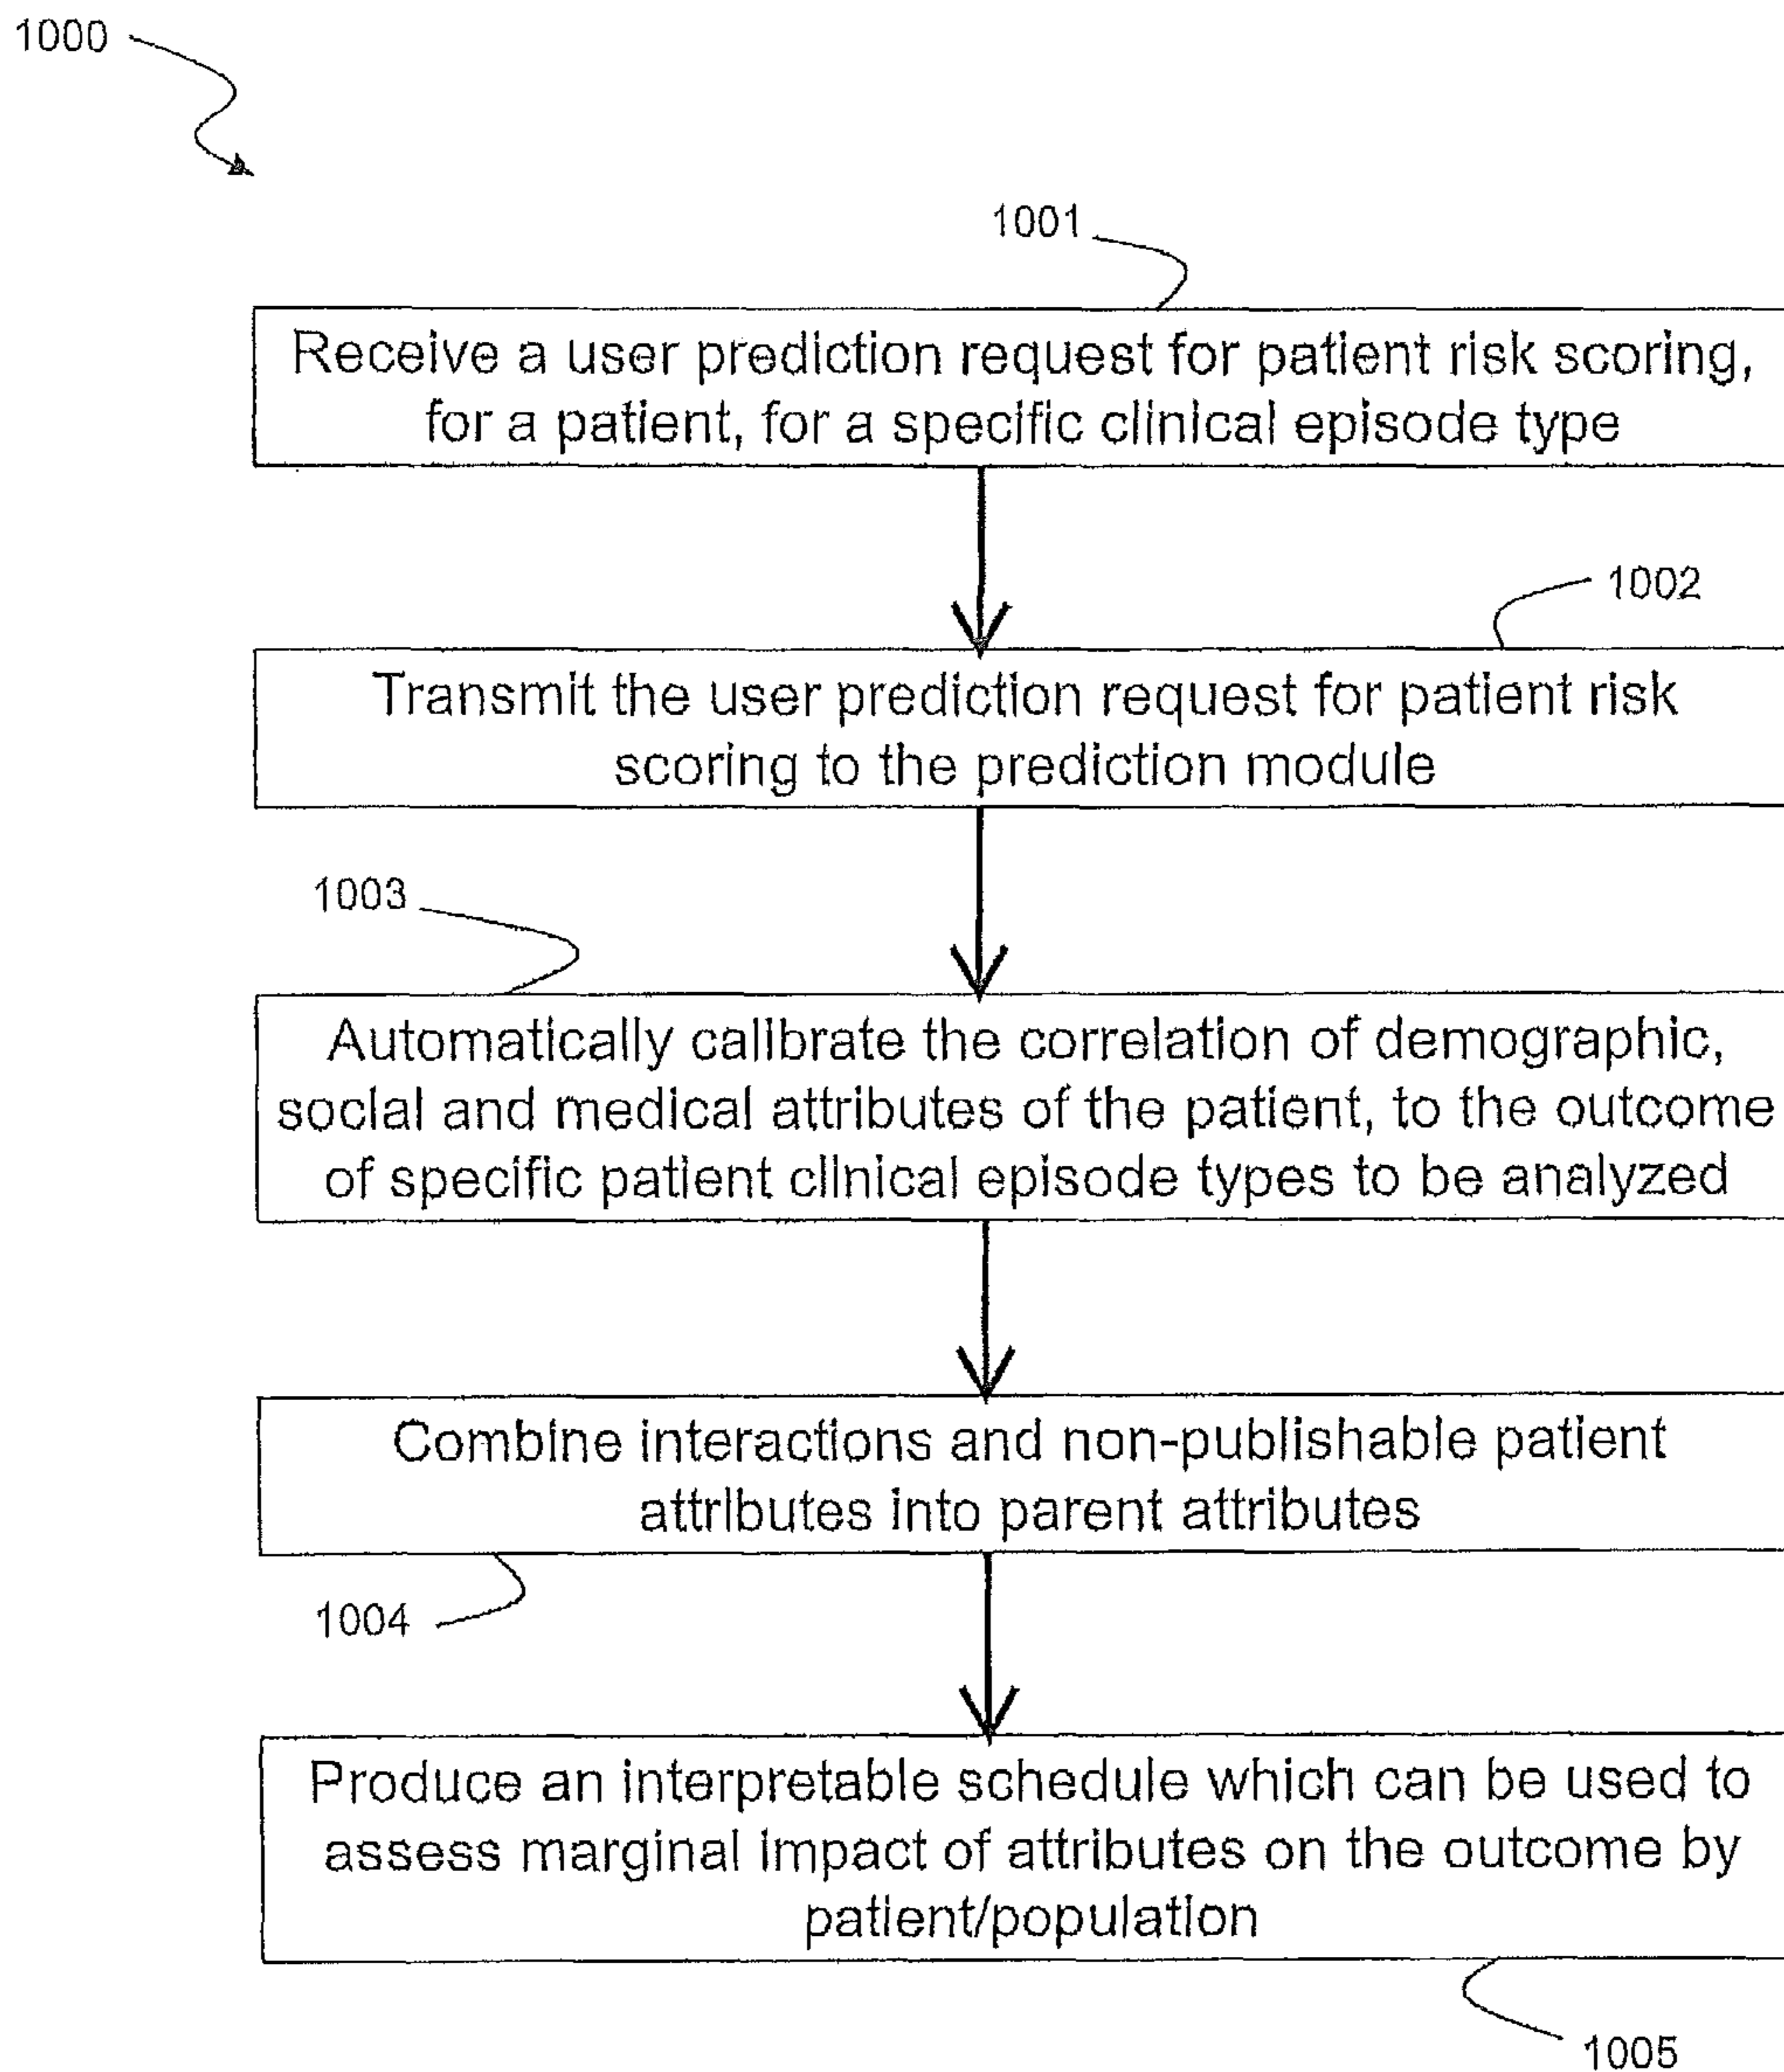 1000
1001
Receive a user prediction request for patient risk scoring,
for a patient, for a specific clinical episode type
1002
Transmit the user prediction request for patient risk
scoring to the prediction module
1003
Automatically calibrate the correlation of demographic,
social and medical attributes of the patient, to the outcome
of specific patient clinical episode types to be analyzed
Combine interactions and non-publishable patient
attributes into parent attributes
1004
Produce an interpretable schedule which can be used to
assess marginal impact of attributes on the outcome by
patient/population
1005